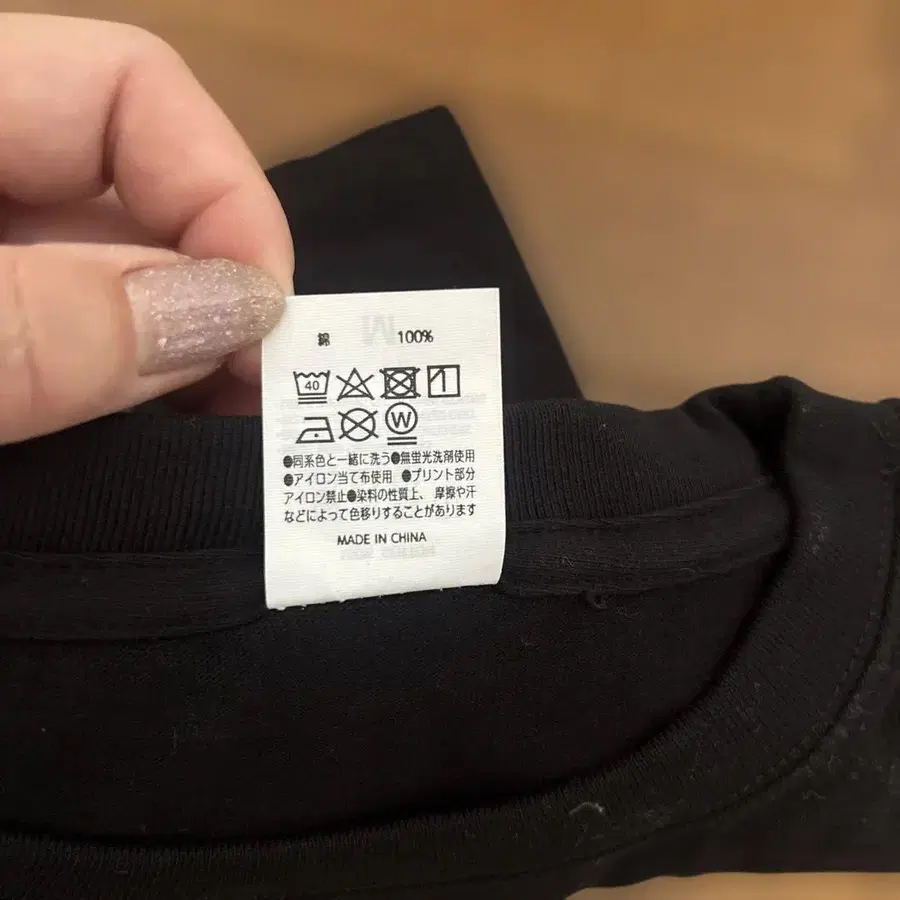 綿 100%
40
W
●同系色と一緒に洗う●無蛍光洗剤使用
●アイロン当て布使用 ●プリント部分
アイロン禁止●染料の性質上、摩擦や汗
などによって色移りすることがあります
MADE IN CHINA